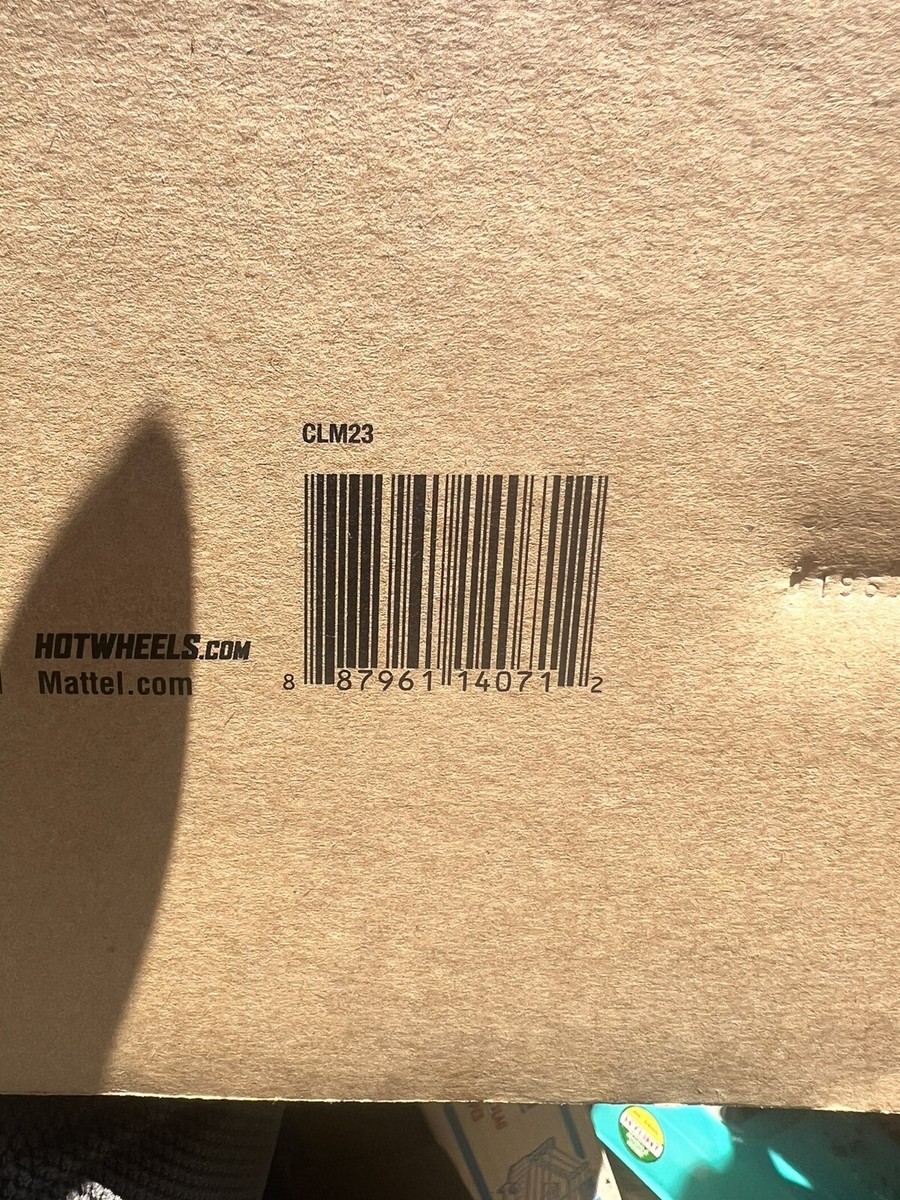 CLM23
HOTWHEELS.COM
Mattel.com
8 87961 14071 2